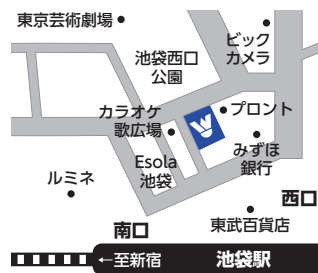 東京芸術劇場
ビック
カメラ
池袋西口
公園
カラオケ
歌広場
プロント
みずほ
銀行
Esola
池袋
ルミネ
西口
東武百貨店
南口
←至新宿
池袋駅